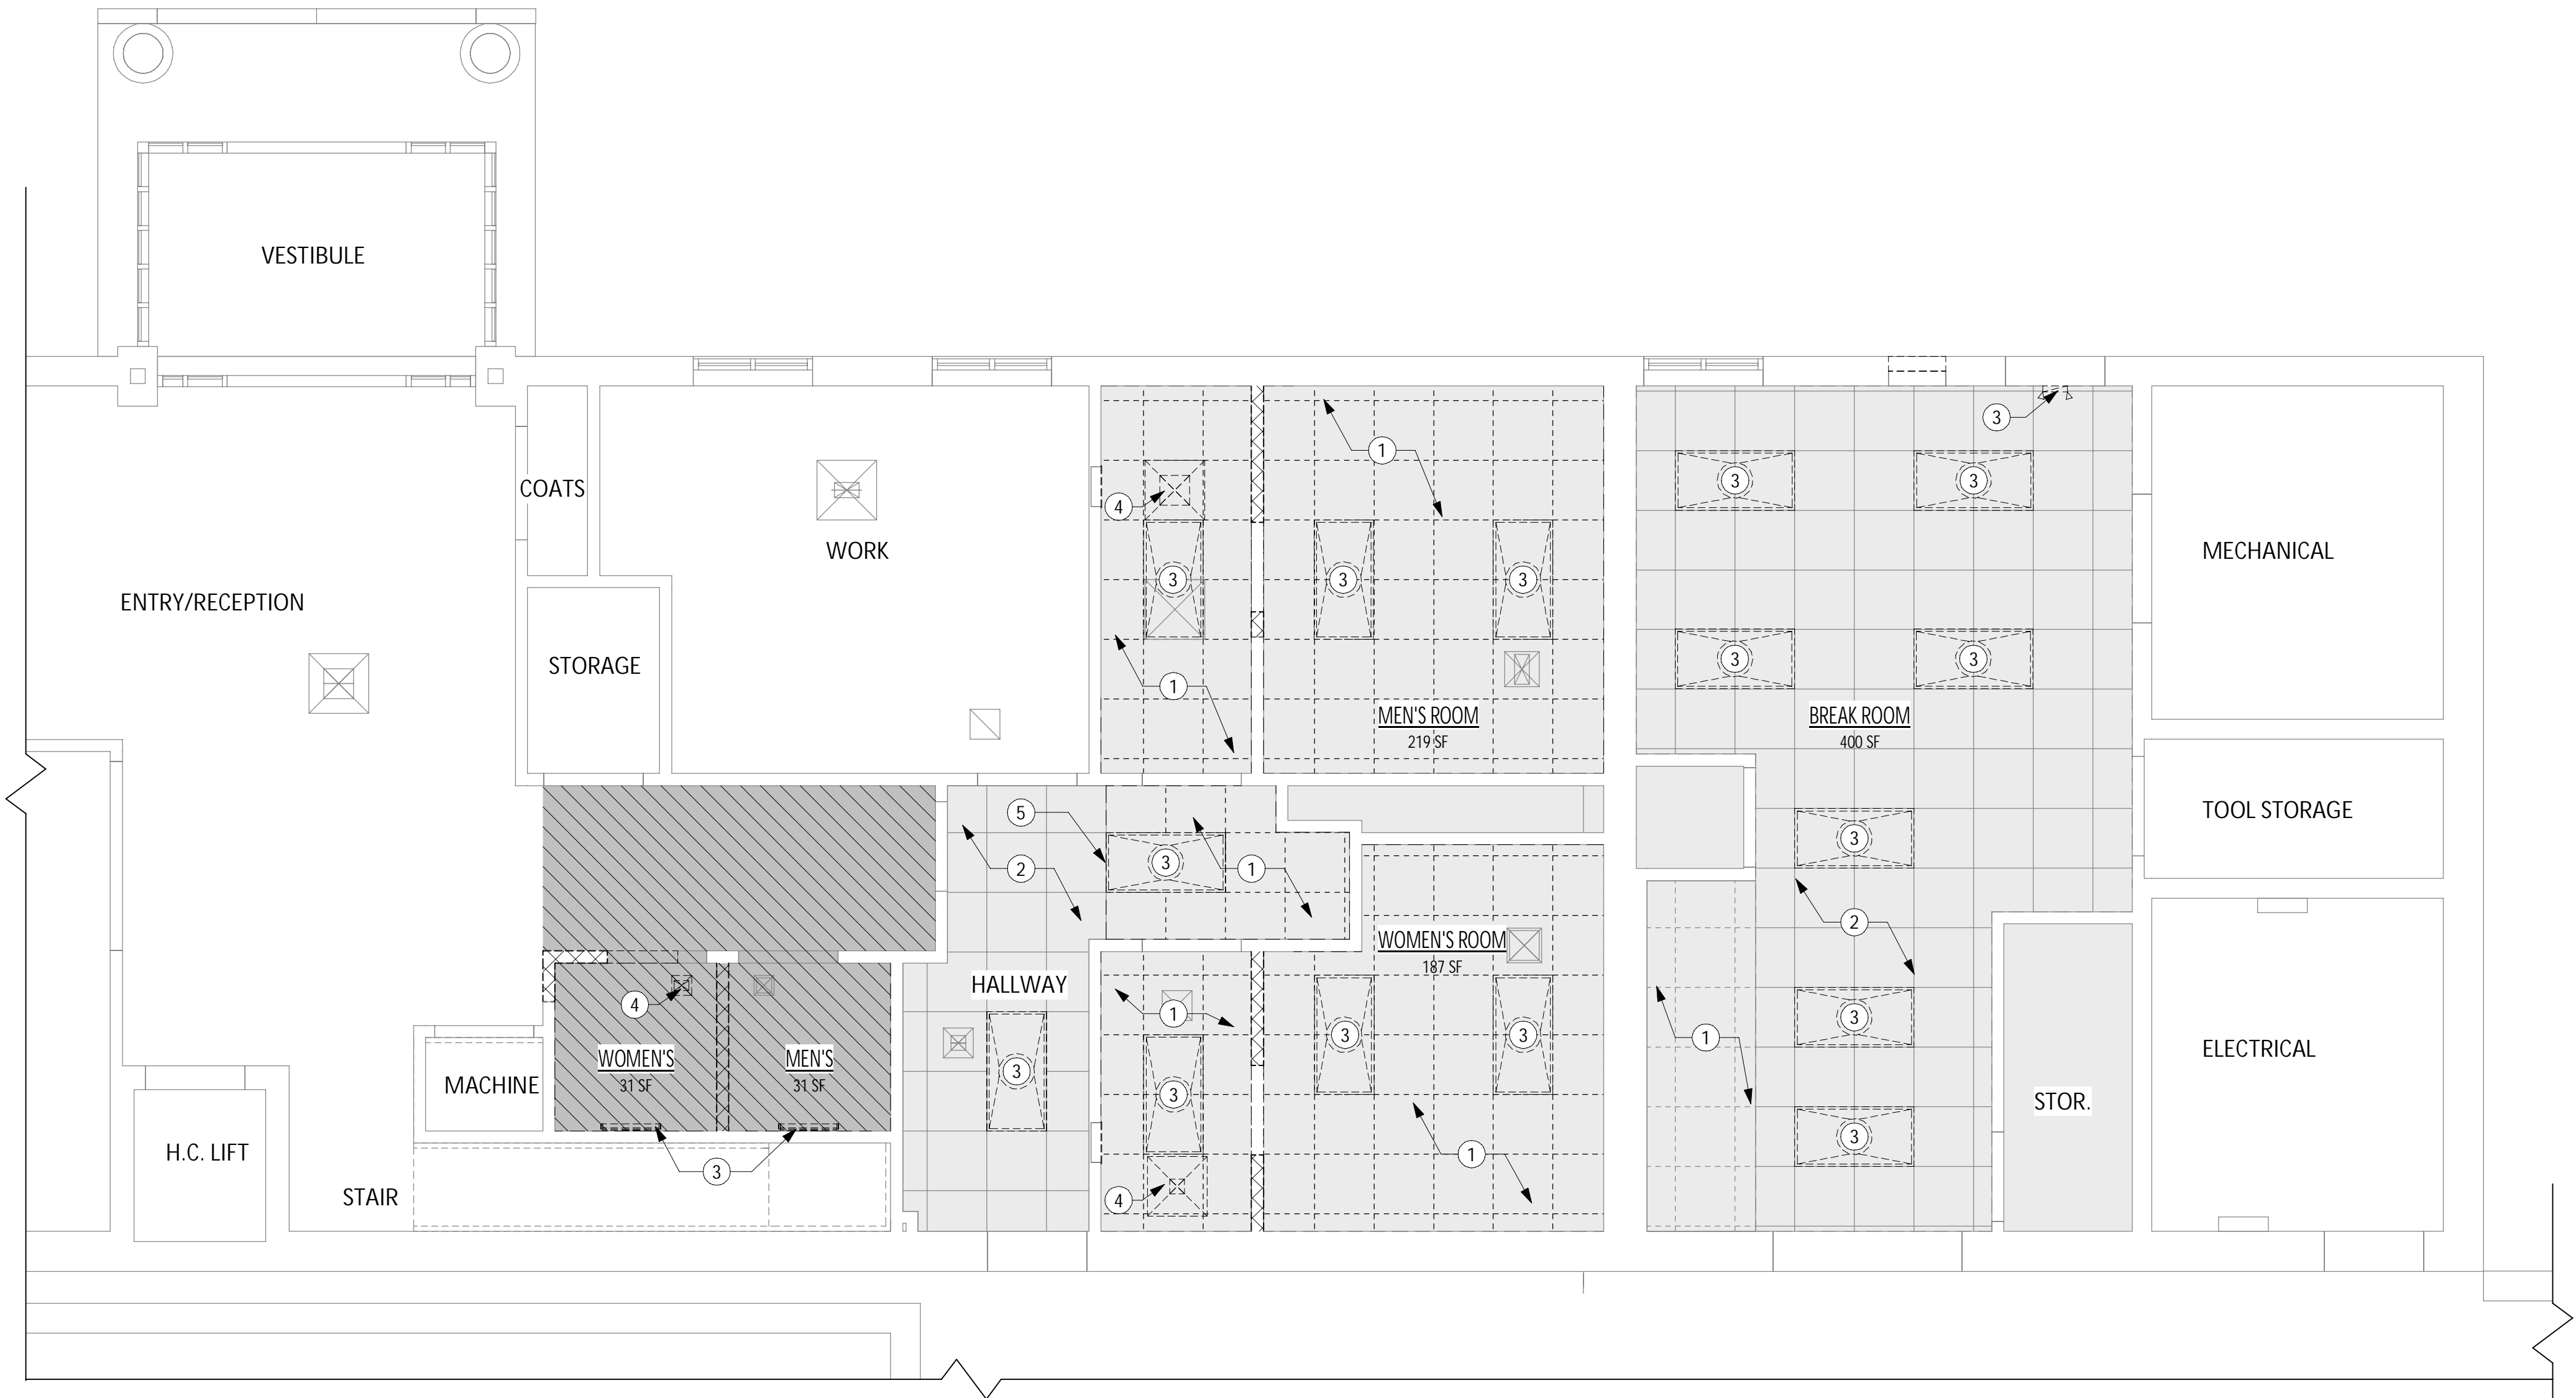 VESTIBULE
3
1
3
3
COATS
4
WORK
MECHANICAL
3
3
3
ENTRY/RECEPTION
3
3
STORAGE
1
MEN'S ROOM
219 SF
BREAK ROOM
400 SF
5
TOOL STORAGE
3
3
2
1
2
WOMEN'S ROOM
187 SF
HALLWAY
4
1
3
3
3
1
ELECTRICAL
WOMEN'S
31 SF
MEN'S
31 SF
3
MACHINE
3
STOR.
3
H.C. LIFT
3
1
STAIR
4